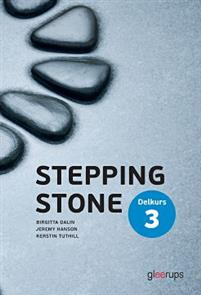 STEPPING
STONE
Delkurs
3
BIRGITTA DALIN
JEREMY HANSON
KERSTIN TUTHILL
gleerups